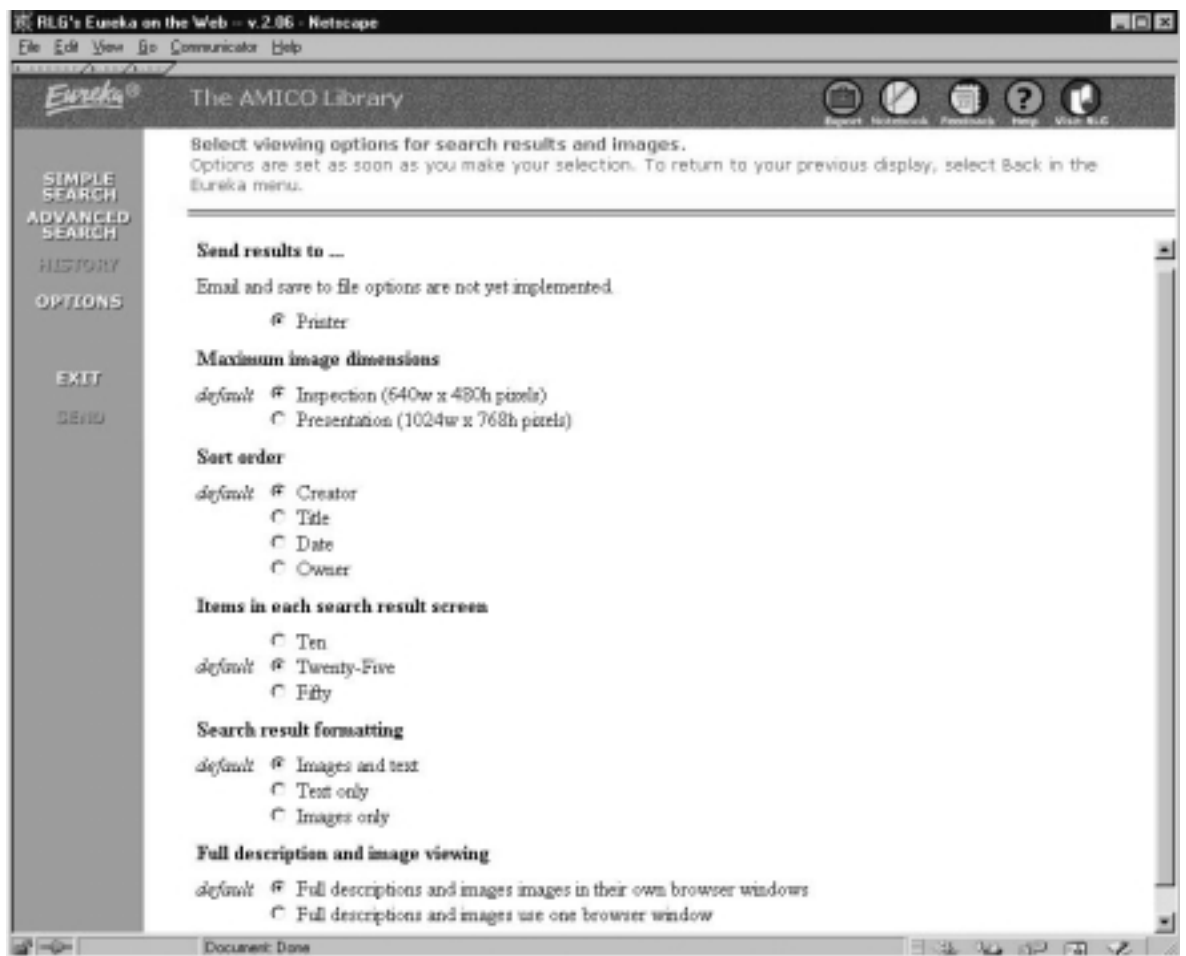 RLG's Eureka on the Web -- v.2.06 - Netscape
File Edit View Go Communicator Help
Eureka® The AMICO Library
Export Notebook Feedback Help Visit RLG
Select viewing options for search results and images.
Options are set as soon as you make your selection. To return to your previous display, select Back in the
Eureka menu.
SIMPLE
SEARCH
ADVANCED
SEARCH
HISTORY
OPTIONS
EXIT
SEND
Send results to ...
Email and save to file options are not yet implemented.
Printer
Maximum image dimensions
default Inspection (640w x 480h pixels)
Presentation (1024w x 768h pixels)
Sort order
default Creator
Title
Date
Owner
Items in each search result screen
Ten
default Twenty-Five
Fifty
Search result formatting
default Images and text
Text only
Images only
Full description and image viewing
default Full descriptions and images images in their own browser windows
Full descriptions and images use one browser window
Document: Done